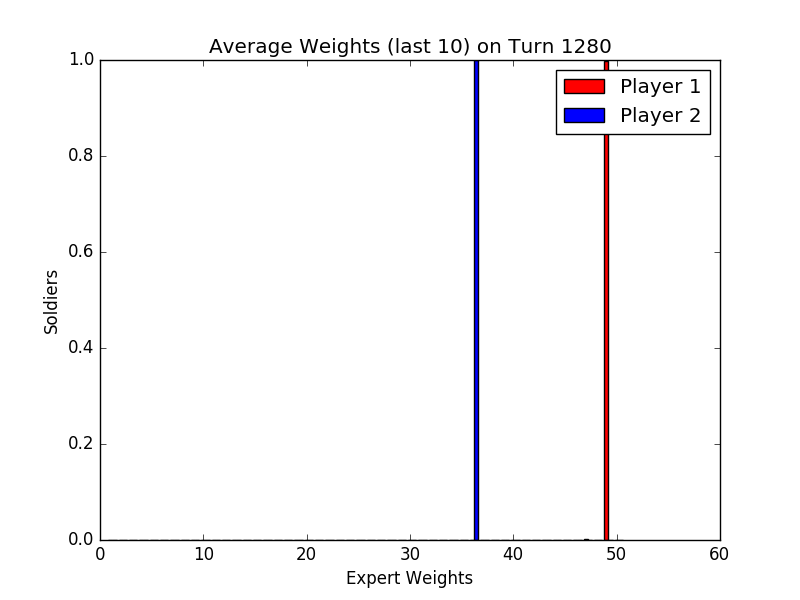 Average Weights (last 10) on Turn 1280
1.0
Player 1
Player 2
0.8
0.6
0.4
0.2
0.0
Soldiers
0 10 20 30 40 50 60
Expert Weights